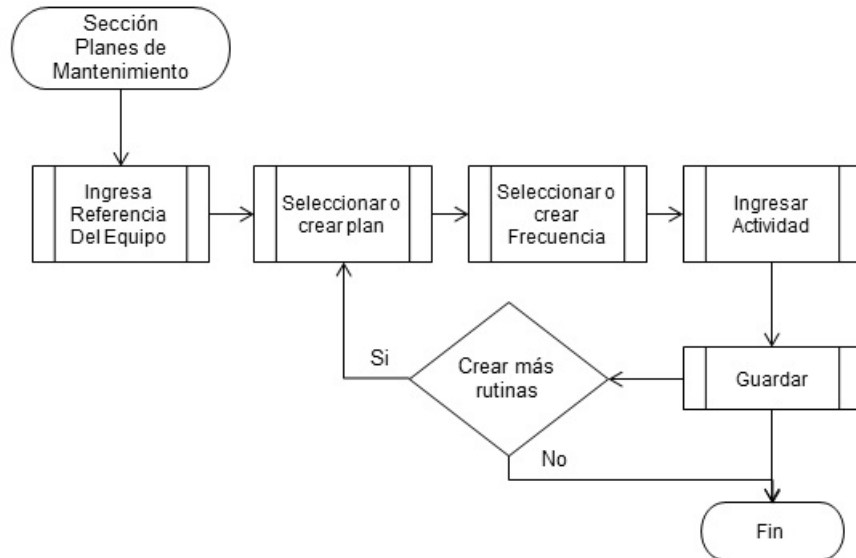 Sección
Planes de
Mantenimiento
Ingresa
Referencia
Del Equipo
Seleccionar o
crear plan
Seleccionar o
crear
Frecuencia
Ingresar
Actividad
Si
Crear más
rutinas
Guardar
No
Fin